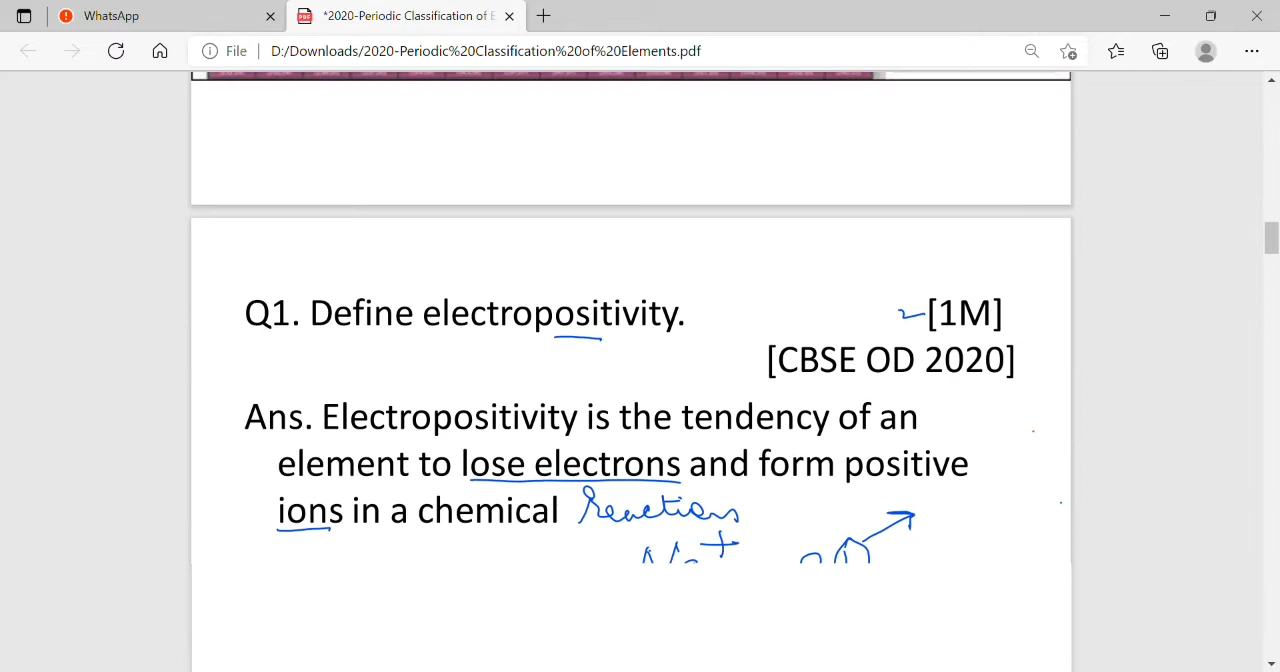 WhatsApp
*2020-Periodic Classification of E
File
D:/Downloads/2020-Periodic%20Classification%20of%20Elements.pdf
Q1. Define electropositivity. [1M]
[CBSE OD 2020]
Ans. Electropositivity is the tendency of an
element to lose electrons and form positive
ions in a chemical Reactions
Na+